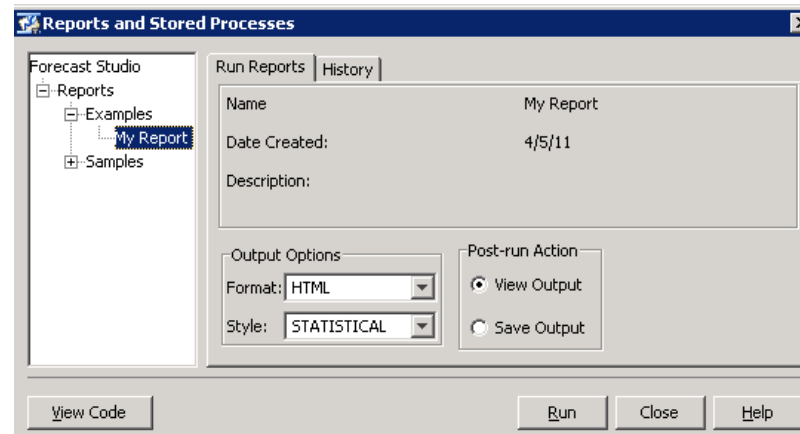 Reports and Stored Processes
Forecast Studio
Reports
Examples
My Report
Samples
Run Reports
History
Name My Report
Date Created: 4/5/11
Description:
Output Options
Format: HTML
Style: STATISTICAL
Post-run Action
View Output
Save Output
View Code
Run
Close
Help